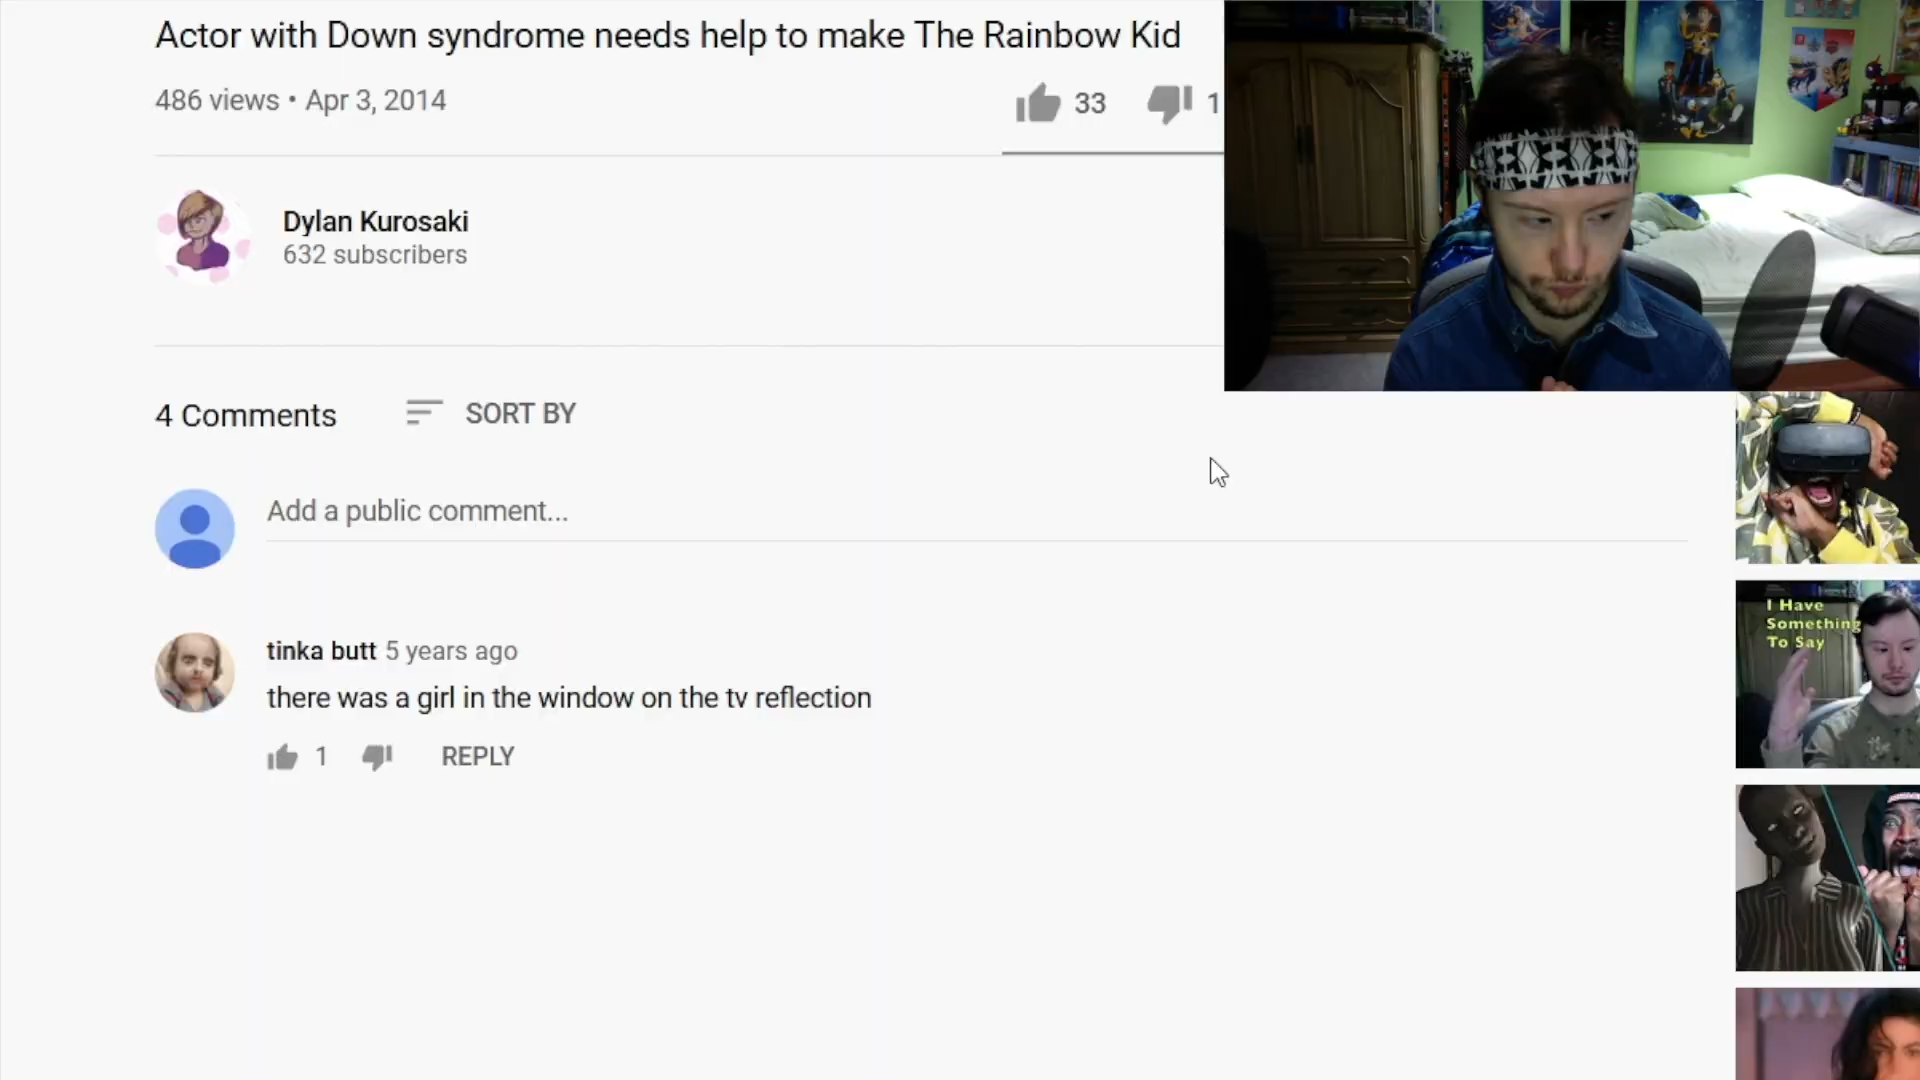 Actor with Down syndrome needs help to make The Rainbow Kid
486 views • Apr 3, 2014
33
1
Dylan Kurosaki
632 subscribers
4 Comments
SORT BY
Add a public comment...
tinka butt 5 years ago
there was a girl in the window on the tv reflection
1
REPLY
I Have
Something
To Say